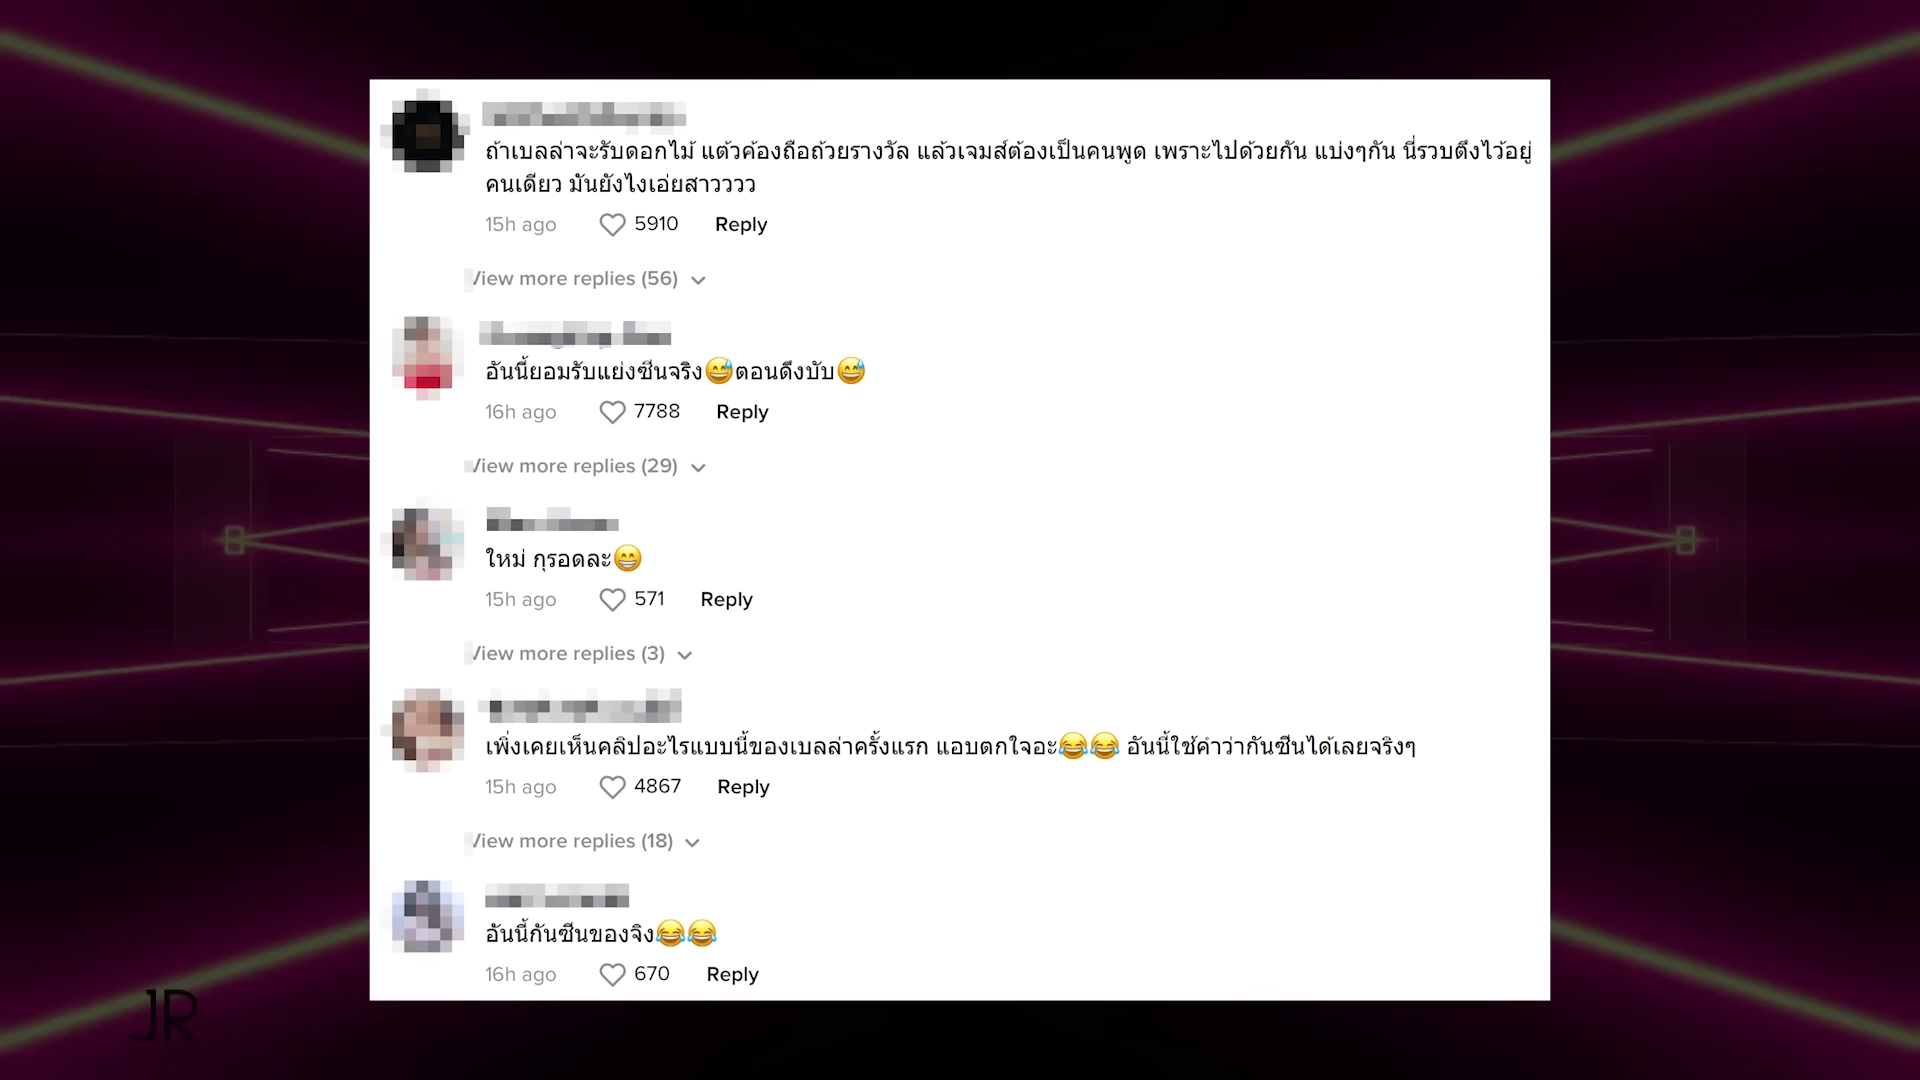 ถ้าเบลล่าจะรับดอกไม้ แต้วค้องถือถ้วยรางวัล แล้วเจมส์ต้องเป็นคนพูด เพราะไปด้วยกัน แบ่งๆกัน นี่รวบตึงไว้อยู่
คนเดียว มันยังไงเอ่ยสาวววว
15h ago 5910 Reply
View more replies (56)
อันนี้ยอมรับแย่งซีนจริง😅ตอนดึงบับ😅
16h ago 7788 Reply
View more replies (29)
ใหม่ กุรอดละ😁
15h ago 571 Reply
View more replies (3)
เพิ่งเคยเห็นคลิปอะไรแบบนี้ของเบลล่าครั้งแรก แอบตกใจอะ😂😂 อันนี้ใช้คำว่ากันซีนได้เลยจริงๆ
15h ago 4867 Reply
View more replies (18)
อันนี้กันซีนของจิง😂😂
16h ago 670 Reply
JR